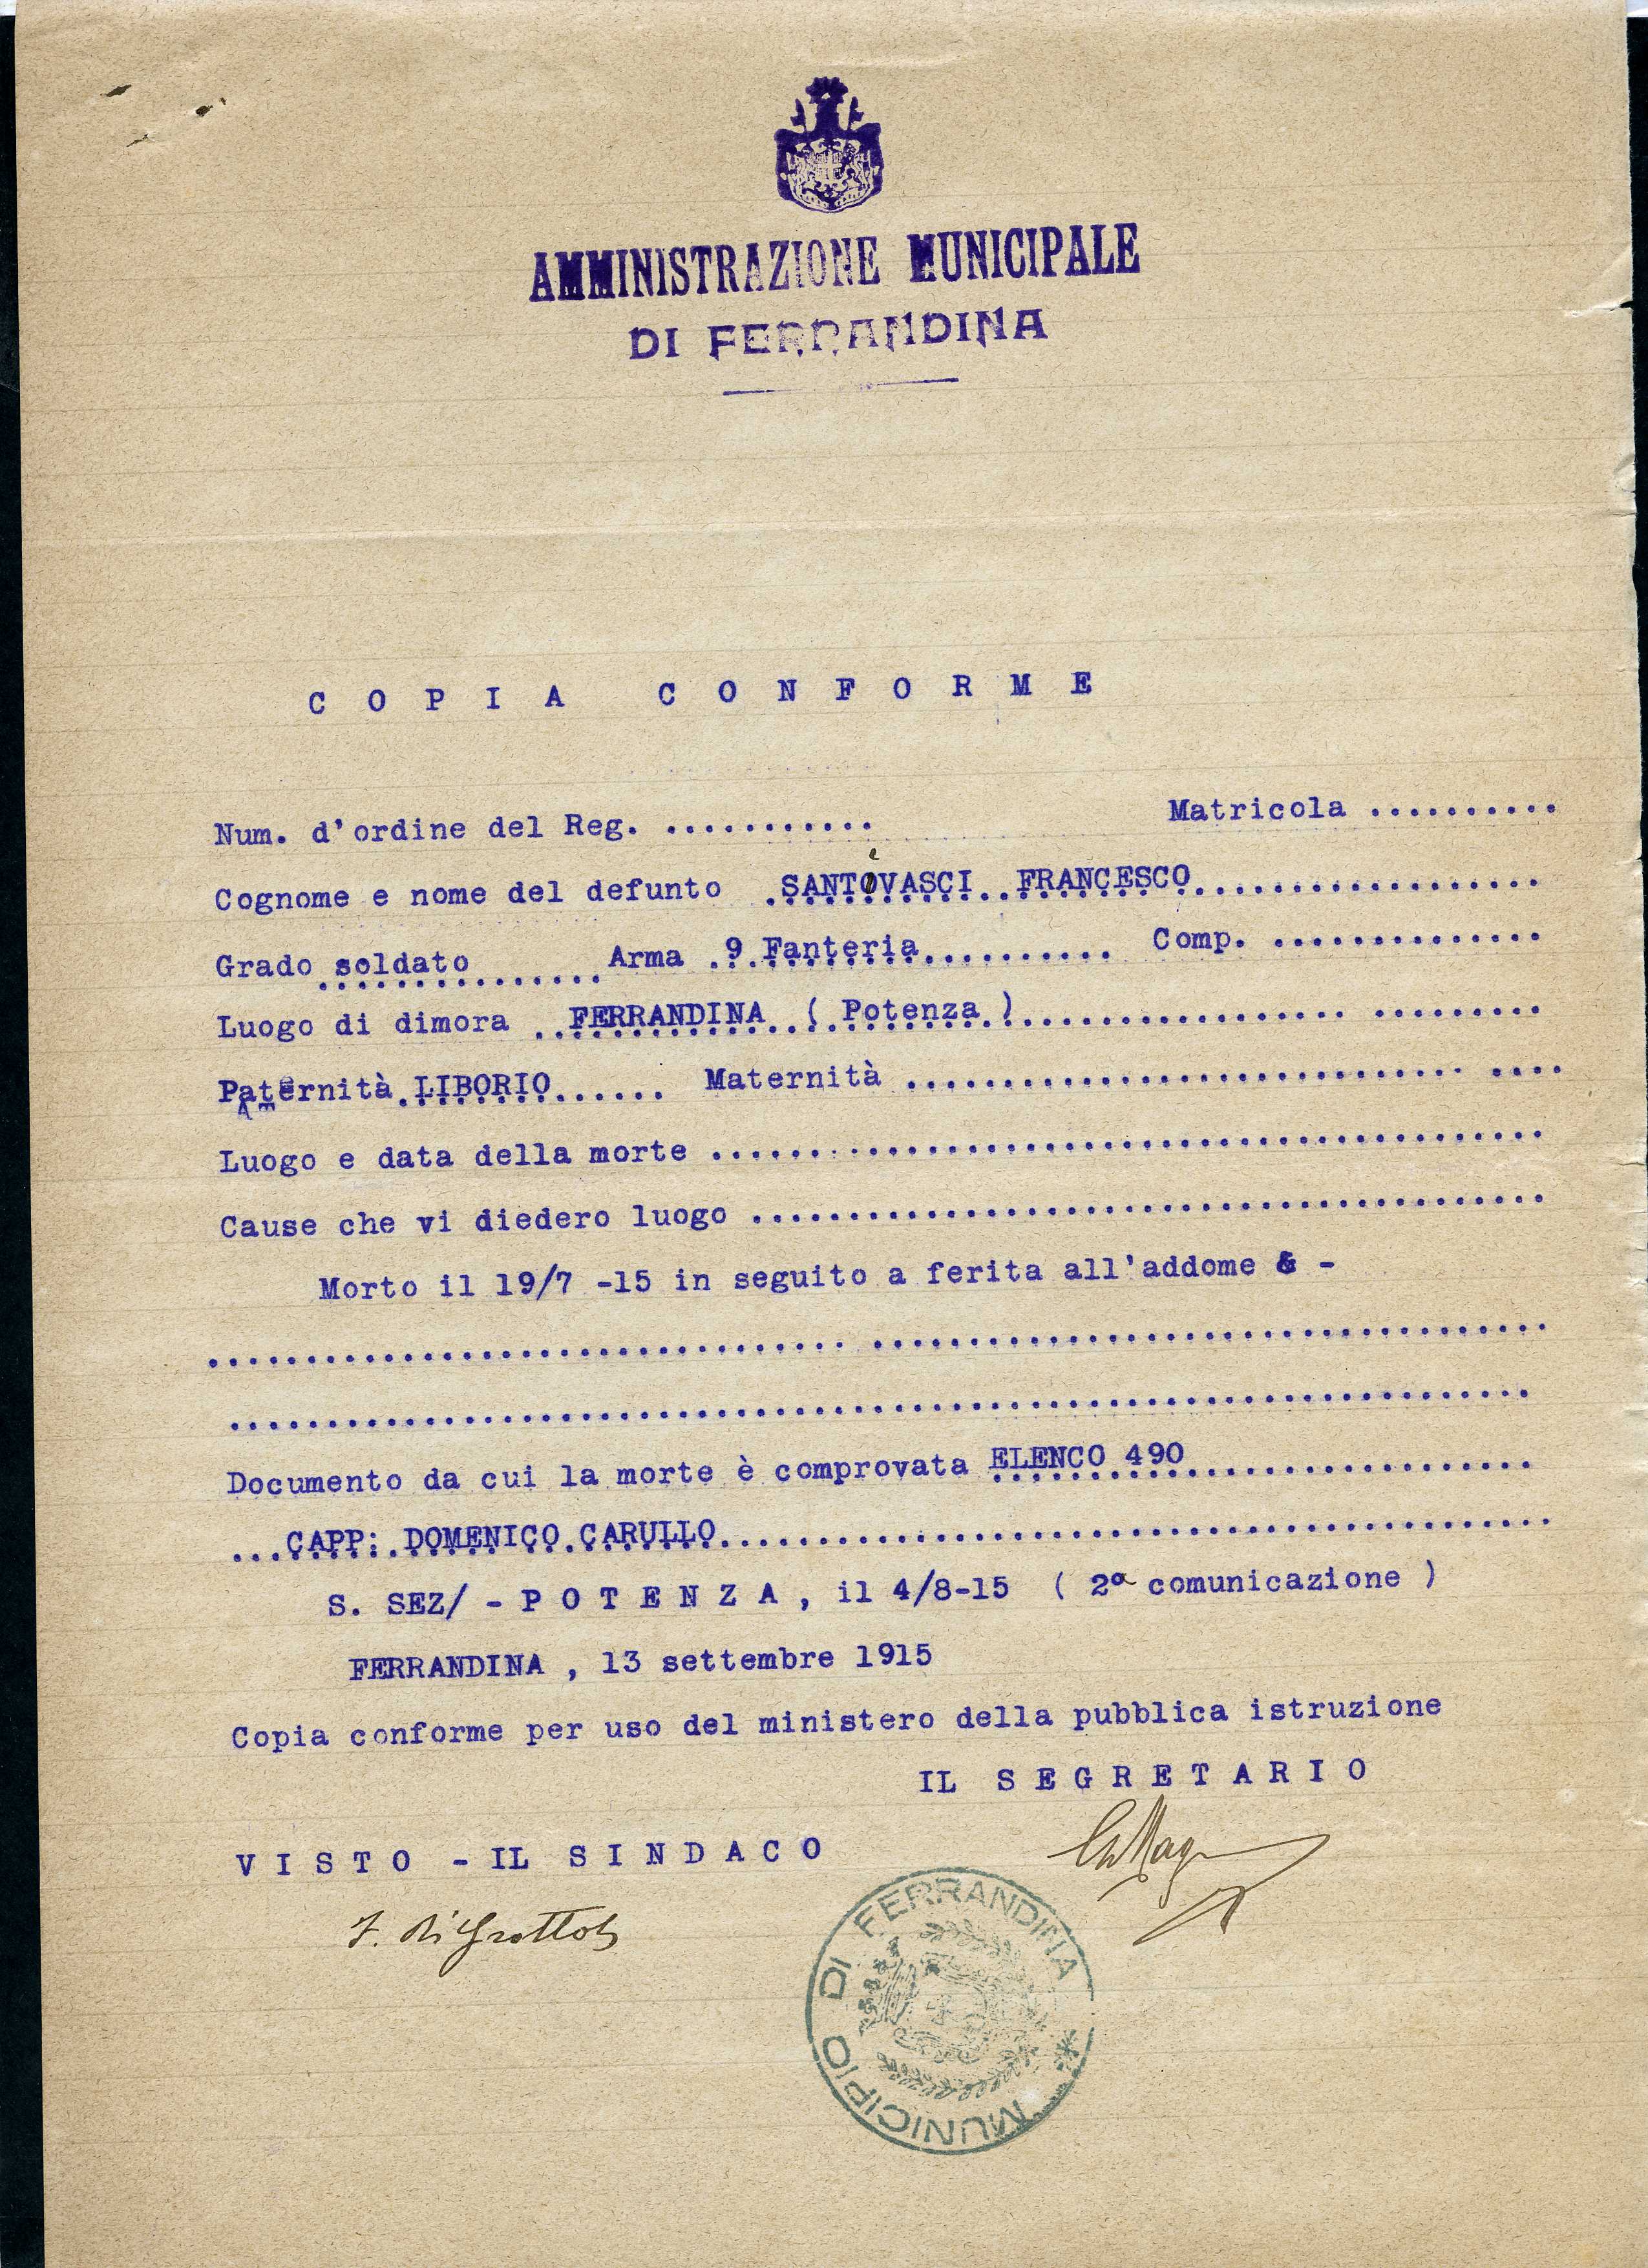 AMMINISTRAZIONE MUNICIPALE
DI FERRANDINA
COPIA CONFORME
Num. d'ordine del Reg. ........... Matricola ..........
Cognome e nome del defunto .SANTOVASCI..FRANCESCO..................
Grado soldato.......Arma .9.Fanteria.......... Comp. ..............
Luogo di dimora ..FERRANDINA..(.Potenza.)................. .........
Paternità.LIBORIO...... Maternità ............................. ....
Luogo e data della morte ...........................................
Cause che vi diedero luogo .........................................
Morto il 19/7 -15 in seguito a ferita all'addome & -
................................. ...................................
...................................................................
Documento da cui la morte è comprovata ELENCO 490..................
...CAPP:.DOMENICO.CARULLO...........................................
S. SEZ/ - POTENZA, il 4/8-15 ( 2ª comunicazione )
FERRANDINA , 13 settembre 1915
Copia conforme per uso del ministero della pubblica istruzione
IL SEGRETARIO
VISTO - IL SINDACO
MUNICIPIO DI FERRANDINA